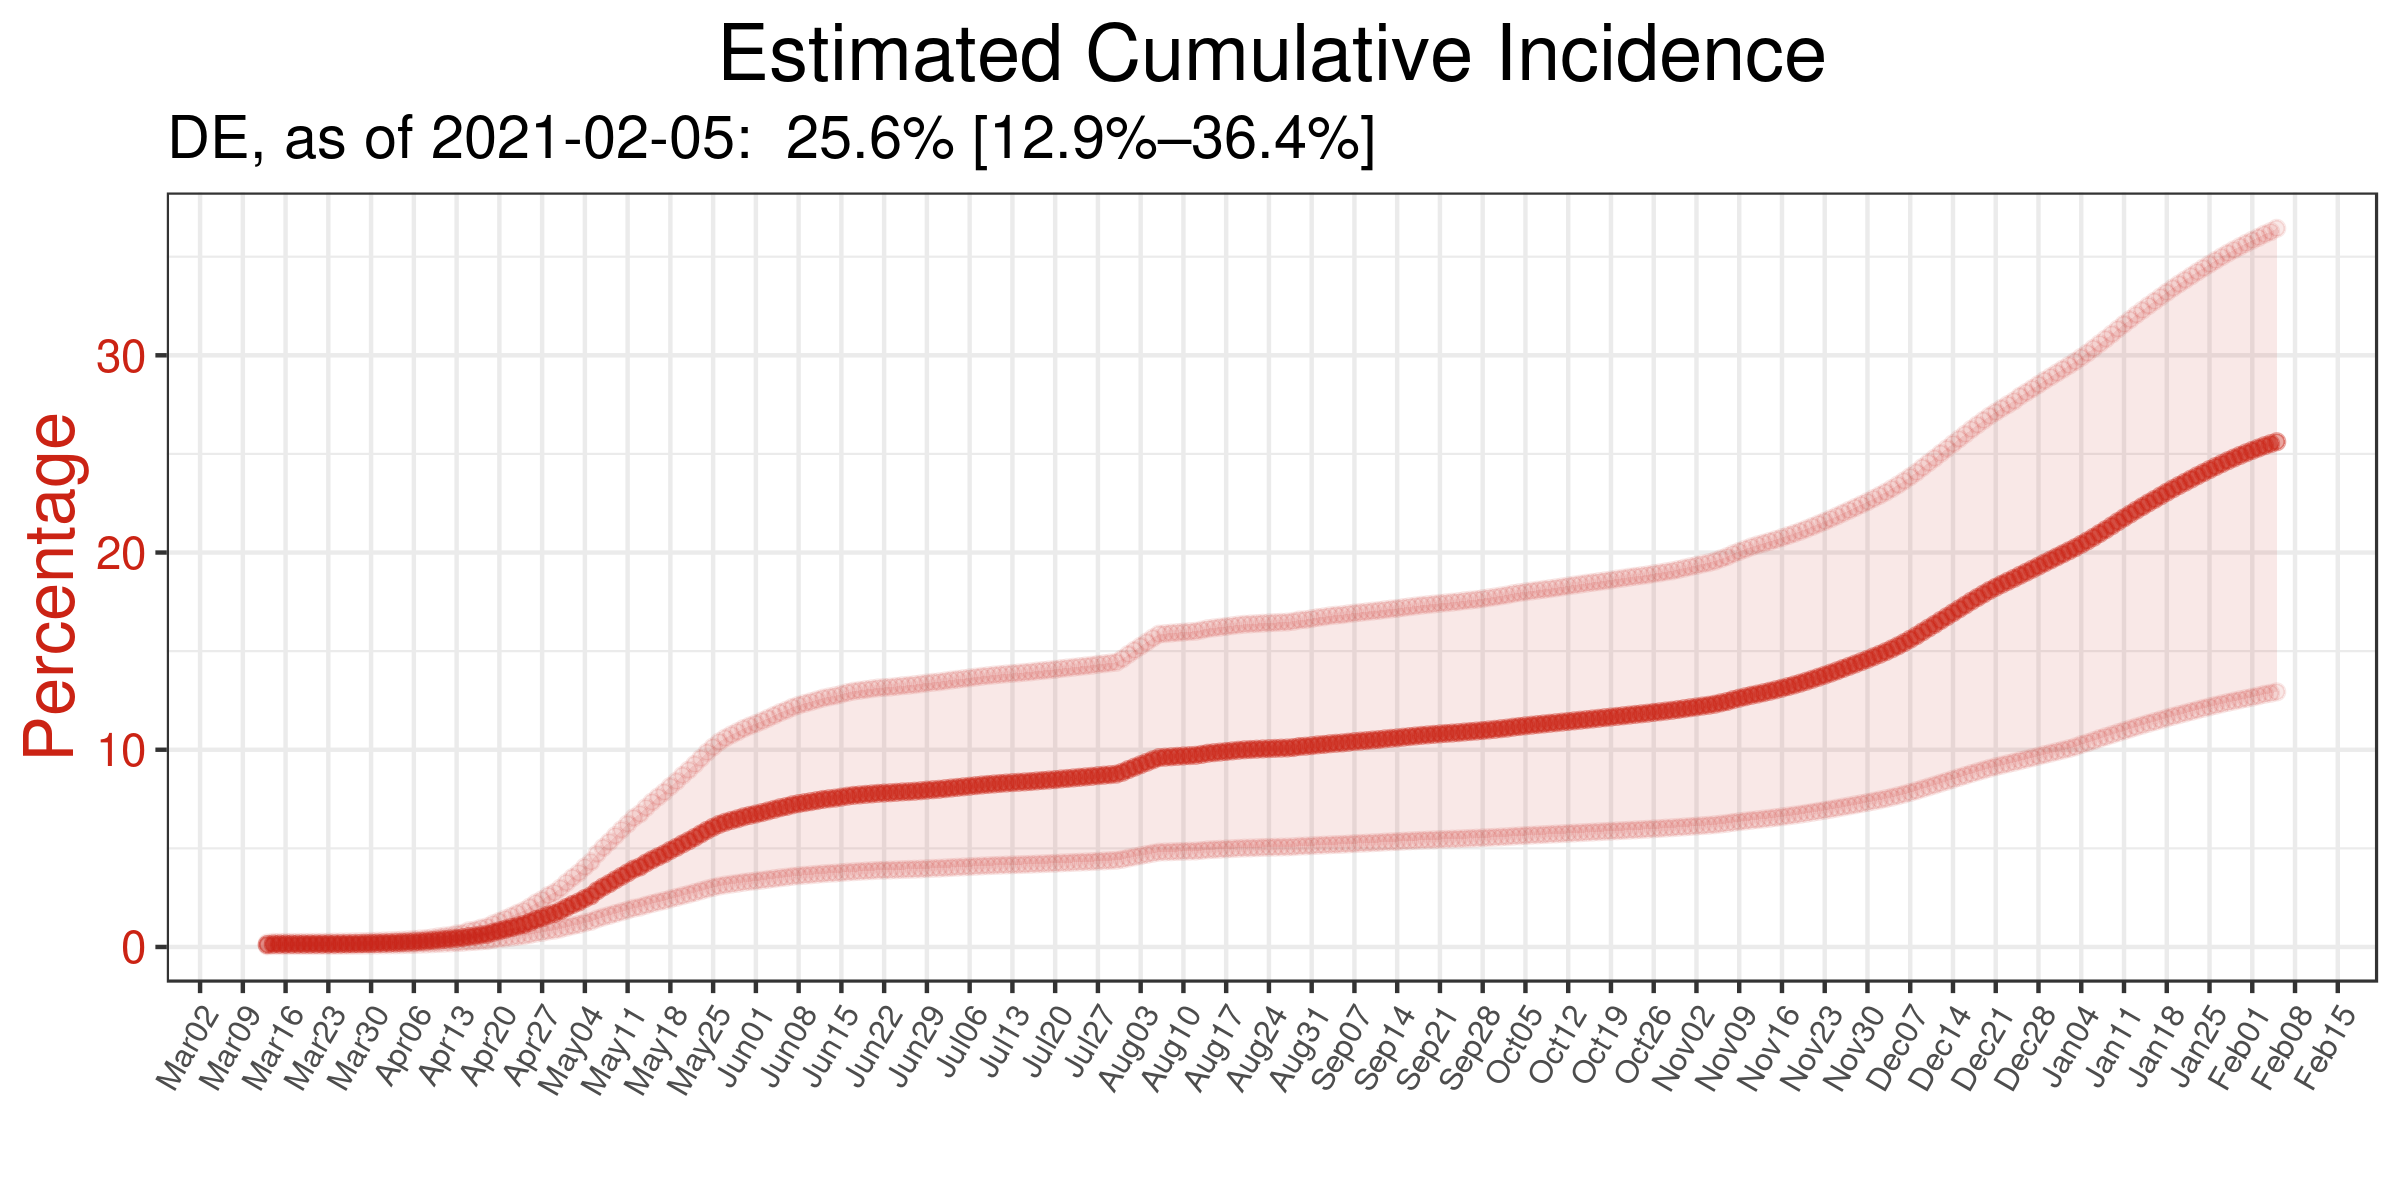 Estimated Cumulative Incidence
DE, as of 2021-02-05:  25.6% [12.9%–36.4%]
Percentage
30
20
10
0
Mar02
Mar09
Mar16
Mar23
Mar30
Apr06
Apr13
Apr20
Apr27
May04
May11
May18
May25
Jun01
Jun08
Jun15
Jun22
Jun29
Jul06
Jul13
Jul20
Jul27
Aug03
Aug10
Aug17
Aug24
Aug31
Sep07
Sep14
Sep21
Sep28
Oct05
Oct12
Oct19
Oct26
Nov02
Nov09
Nov16
Nov23
Nov30
Dec07
Dec14
Dec21
Dec28
Jan04
Jan11
Jan18
Jan25
Feb01
Feb08
Feb15